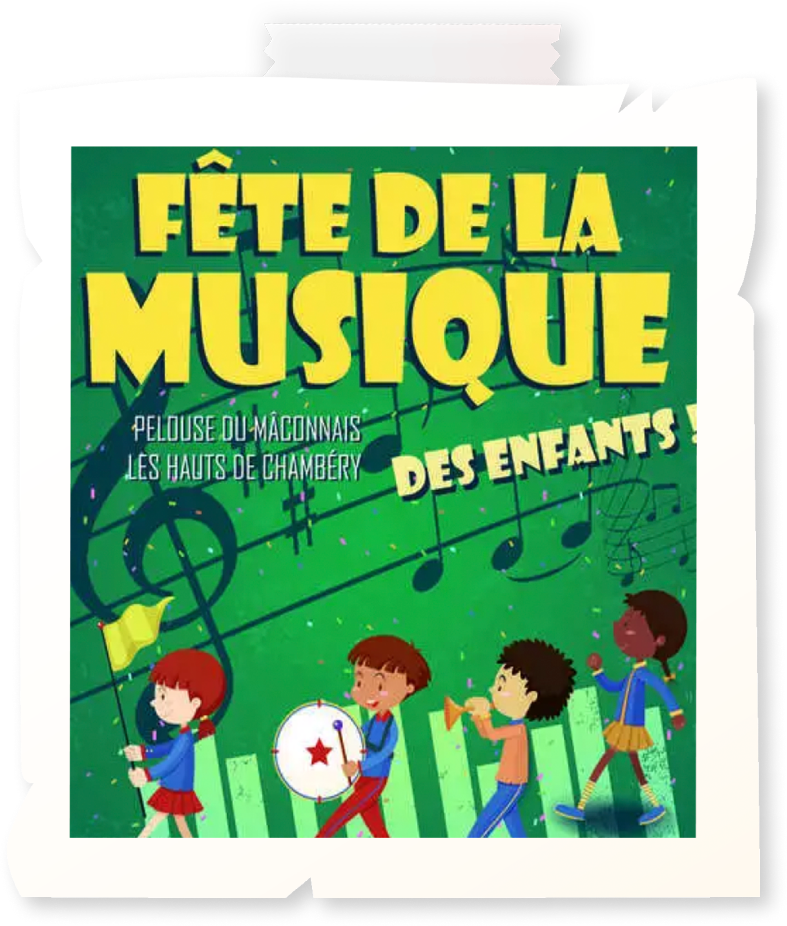 FÊTE DE LA
MUSIQUE
PELOUSE DU MÂCONNAIS
LES HAUTS DE CHAMBÉRY
DES ENFANTS !